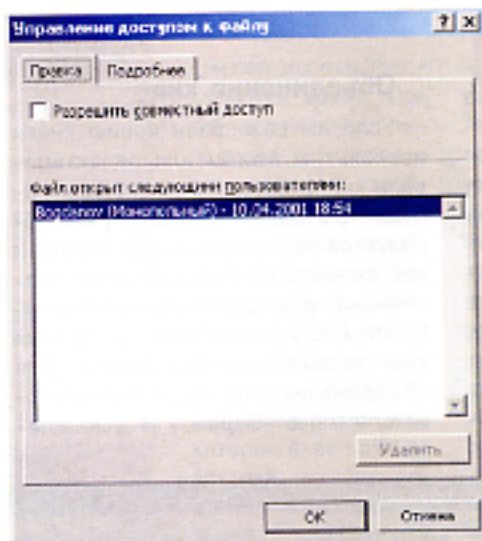 Управление доступом к файлу
Правка
Подробнее
Разрешить совместный доступ
Файл открыт следующими пользователями:
Bogdanov (Монопольный) - 10.04.2001 18:54
Удалить
ОК
Отмена